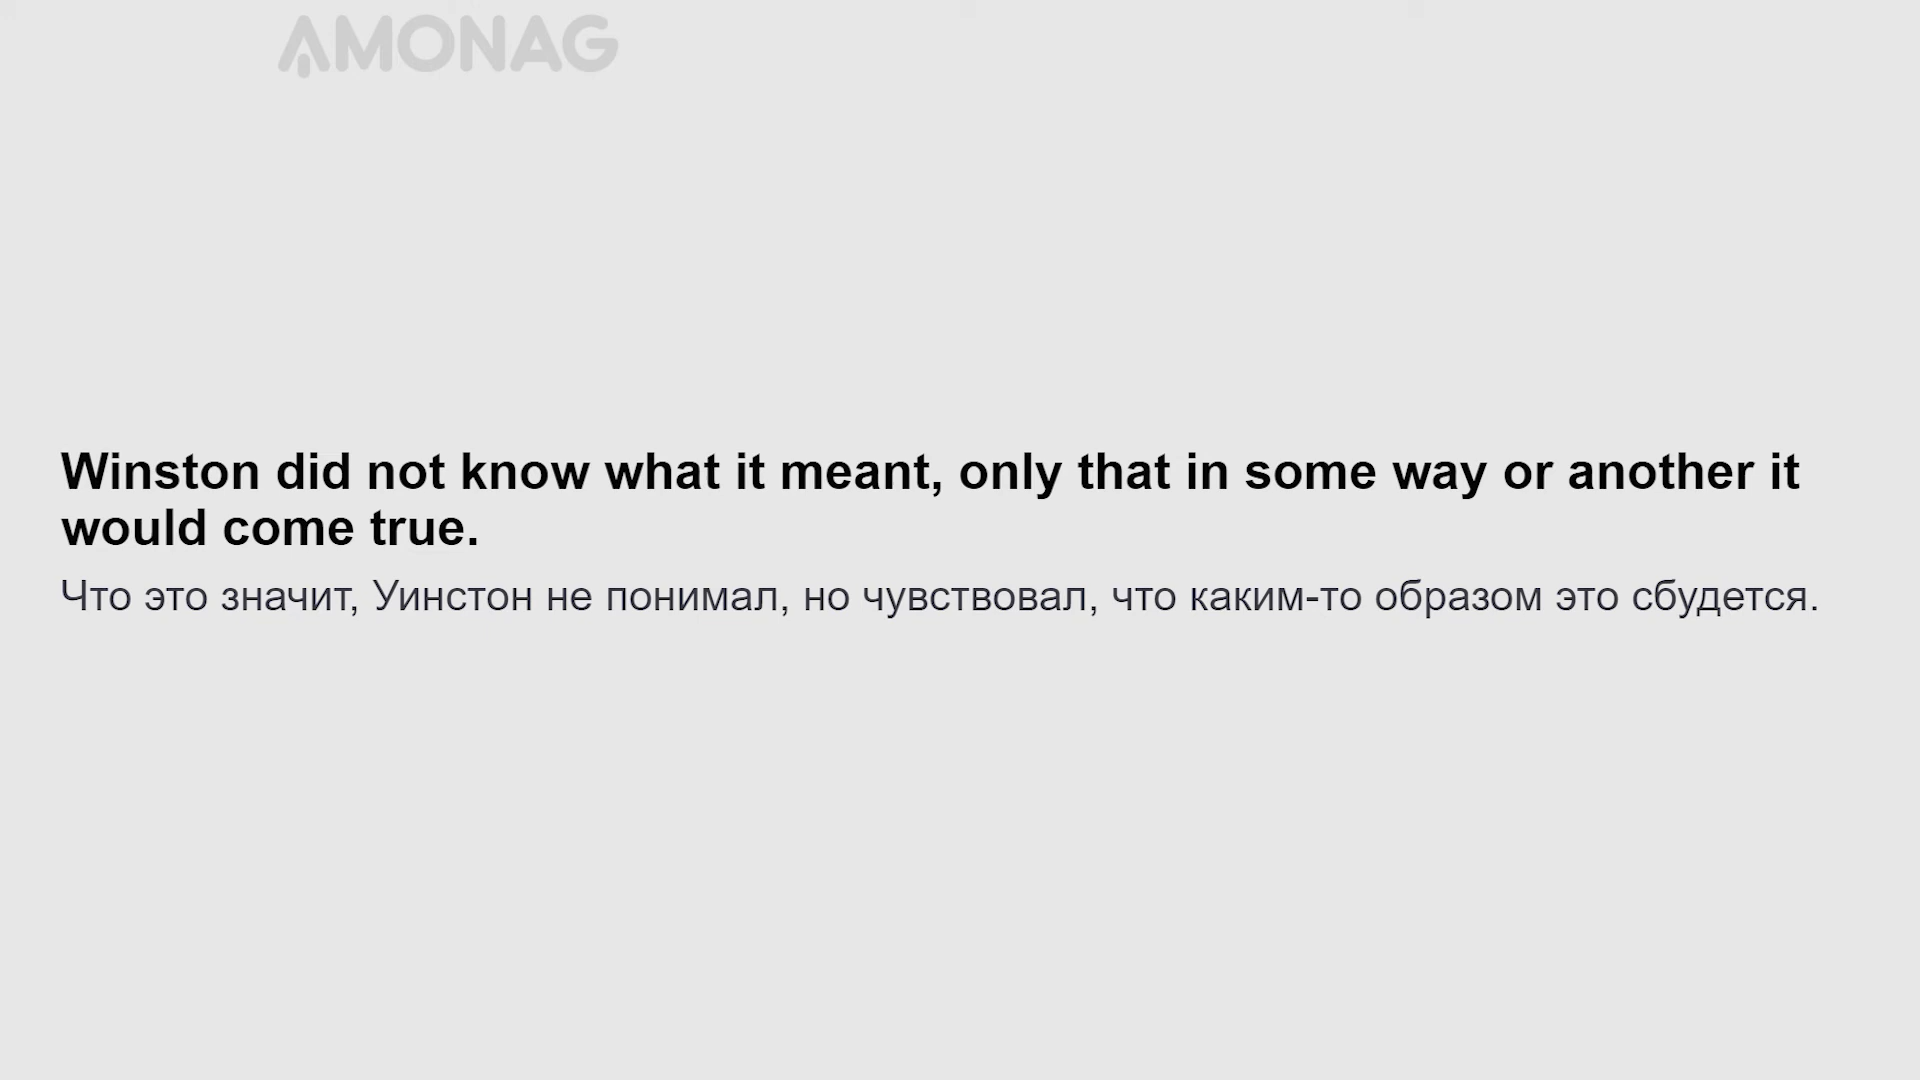 AMONAG
Winston did not know what it meant, only that in some way or another it
would come true.
Что это значит, Уинстон не понимал, но чувствовал, что каким-то образом это сбудется.